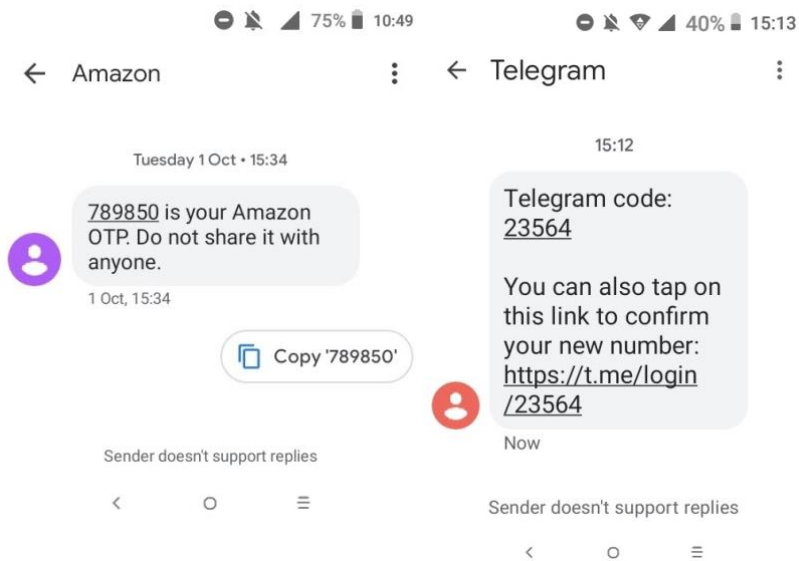 75% 10:49
Amazon
Tuesday 1 Oct • 15:34
789850 is your Amazon
OTP. Do not share it with
anyone.
1 Oct, 15:34
Copy '789850'
Sender doesn't support replies
40% 15:13
Telegram
15:12
Telegram code:
23564
You can also tap on
this link to confirm
your new number:
https://t.me/login
/23564
Now
Sender doesn't support replies